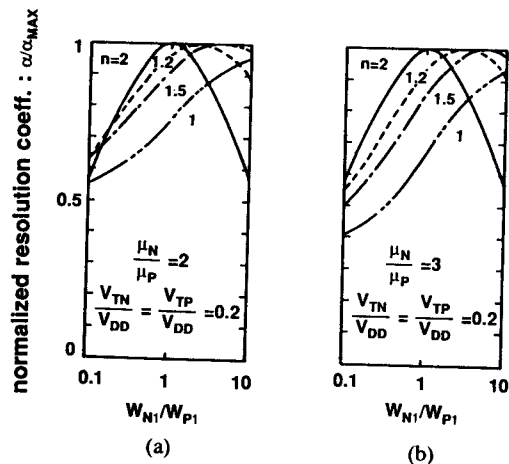 normalized resolution coeff. : α/αMAX
1
0.5
0
n=2
1.2
1.5
1
μN/μP =2
VTN/VDD = VTP/VDD =0.2
0.1 1 10
WN1/WP1
(a)
n=2
1.2
1.5
1
μN/μP =3
VTN/VDD = VTP/VDD =0.2
0.1 1 10
WN1/WP1
(b)